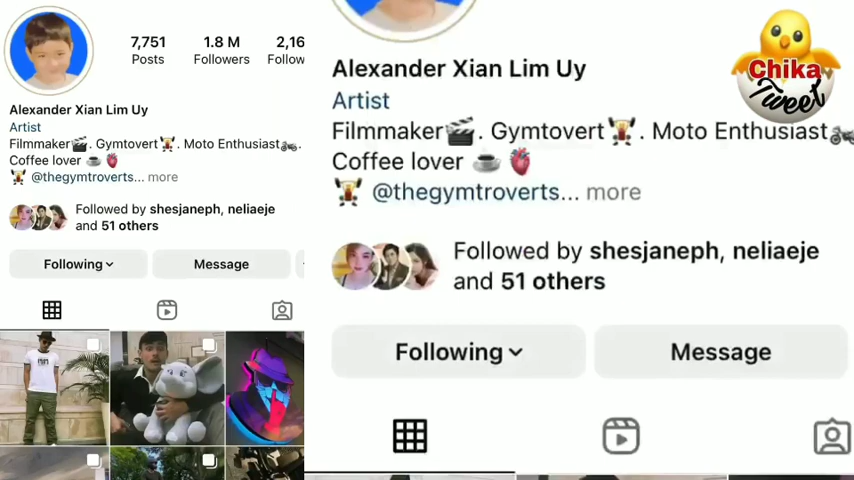 7,751
1.8 M
2,16
Posts
Followers
Follow
Alexander Xian Lim Uy
Artist
Filmmaker🎬. Gymtovert🏋️. Moto Enthusiast🏍️.
Coffee lover ☕ 🫀
🏋️ @thegymtroverts... more
Followed by shesjaneph, neliaeje
and 51 others
Following
Message
Alexander Xian Lim Uy
Artist
Filmmaker🎬. Gymtovert🏋️. Moto Enthusiast🏍️
Coffee lover ☕ 🫀
🏋️ @thegymtroverts... more
Followed by shesjaneph, neliaeje
and 51 others
Following
Message
Chika
Tweet